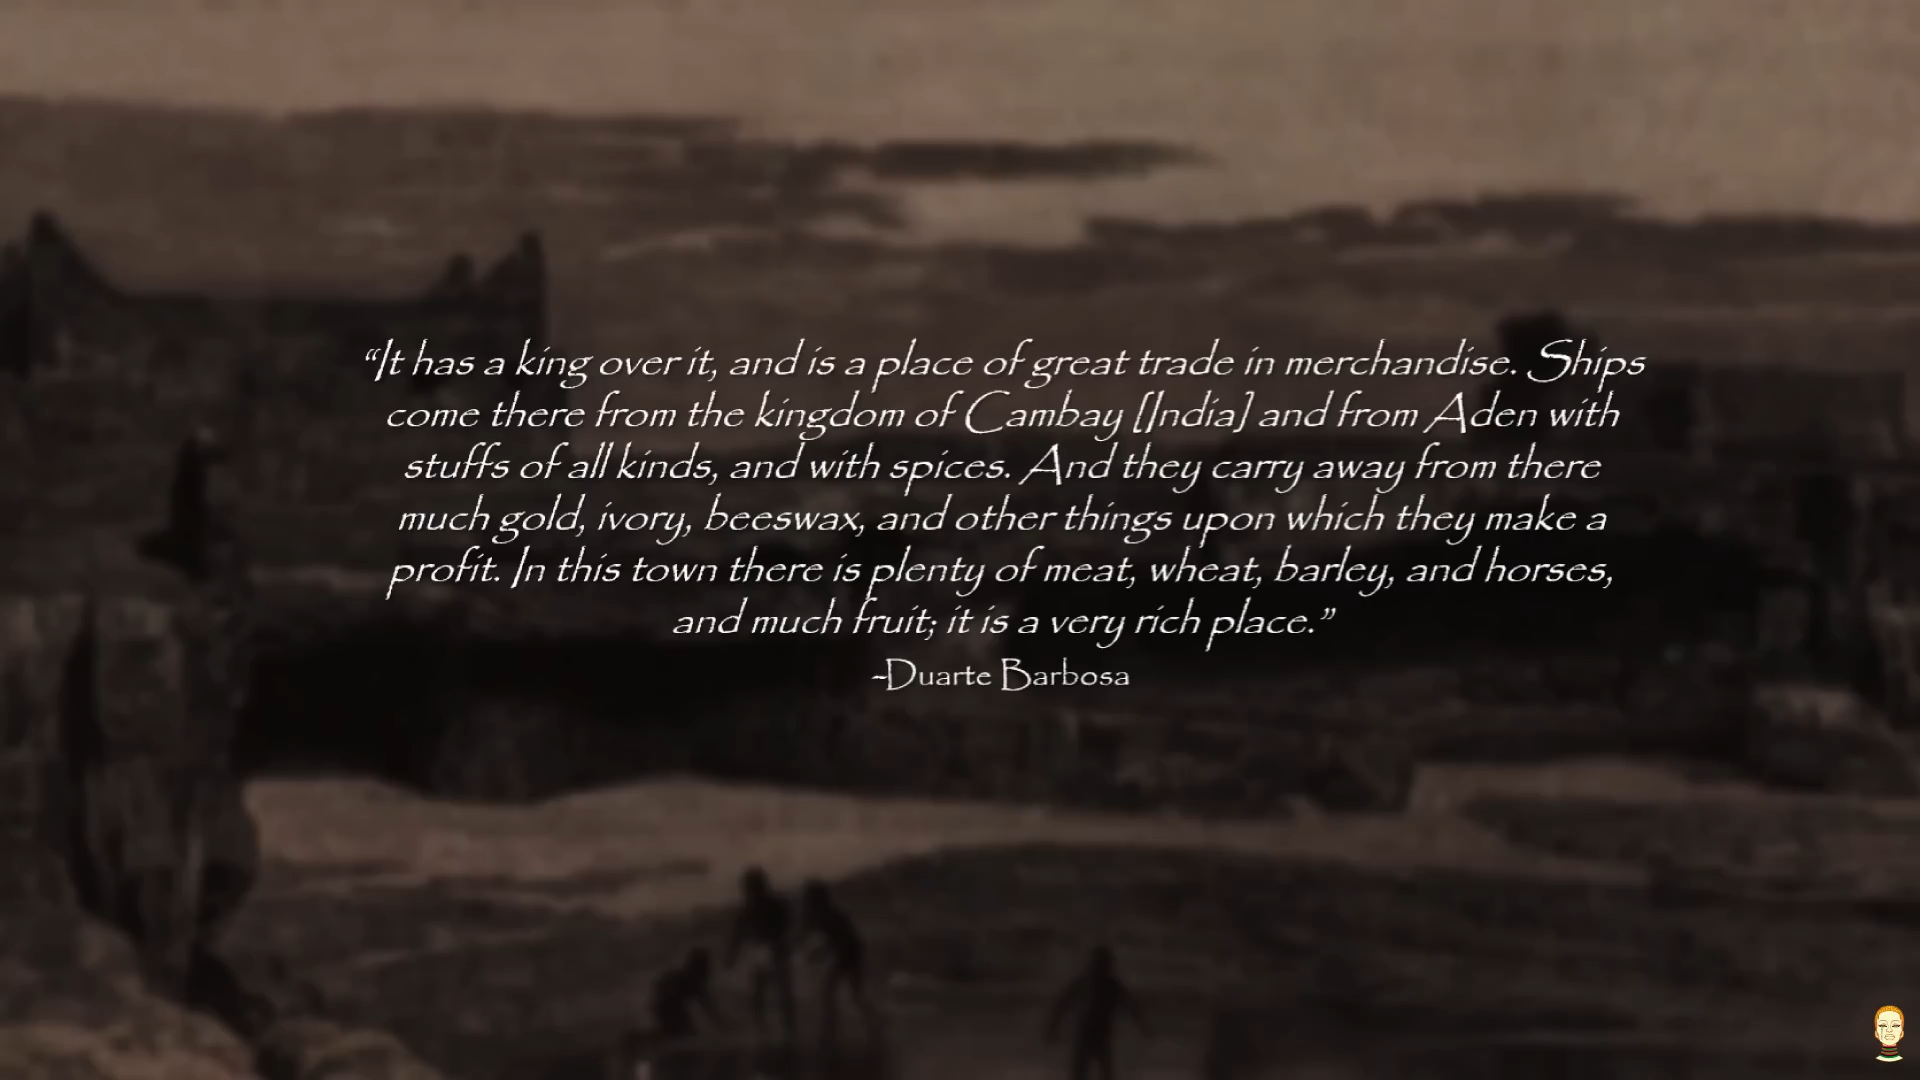 “It has a king over it, and is a place of great trade in merchandise. Ships
come there from the kingdom of Cambay [India] and from Aden with
stuffs of all kinds, and with spices. And they carry away from there
much gold, ivory, beeswax, and other things upon which they make a
profit. In this town there is plenty of meat, wheat, barley, and horses,
and much fruit; it is a very rich place.”
-Duarte Barbosa